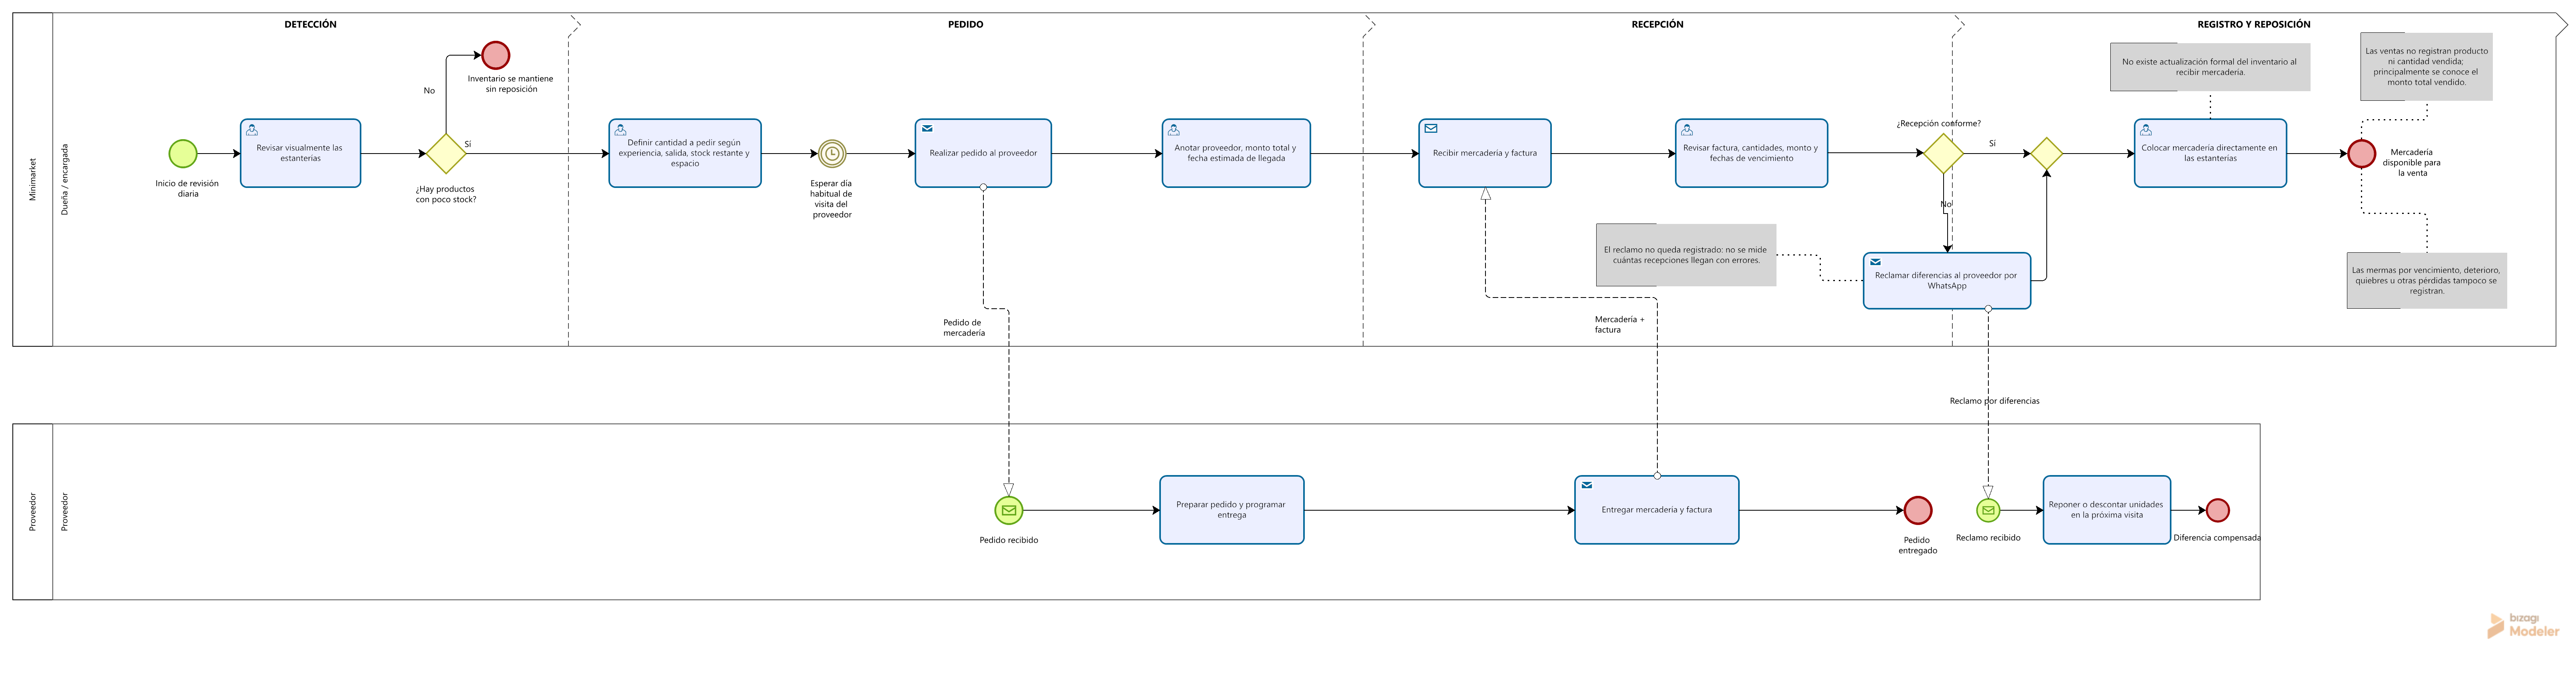 DETECCIÓN
PEDIDO
RECEPCIÓN
REGISTRO Y REPOSICIÓN
Minimarket
Dueña / encargada
Inicio de revisión
diaria
Revisar visualmente las
estanterías
¿Hay productos
con poco stock?
No
Inventario se mantiene
sin reposición
Sí
Definir cantidad a pedir según
experiencia, salida, stock restante y
espacio
Esperar día
habitual de
visita del
proveedor
Realizar pedido al proveedor
Anotar proveedor, monto total y
fecha estimada de llegada
Pedido de
mercadería
Recibir mercadería y factura
Revisar factura, cantidades, monto y
fechas de vencimiento
¿Recepción conforme?
Sí
No
El reclamo no queda registrado: no se mide
cuántas recepciones llegan con errores.
Reclamar diferencias al proveedor por
WhatsApp
Mercadería +
factura
No existe actualización formal del inventario al
recibir mercadería.
Las ventas no registran producto
ni cantidad vendida;
principalmente se conoce el
monto total vendido.
Colocar mercadería directamente en
las estanterías
Mercadería
disponible para
la venta
Las mermas por vencimiento, deterioro,
quiebres u otras pérdidas tampoco se
registran.
Reclamo por diferencias
Proveedor
Proveedor
Pedido recibido
Preparar pedido y programar
entrega
Entregar mercadería y factura
Pedido
entregado
Reclamo recibido
Reponer o descontar unidades
en la próxima visita
Diferencia compensada
bizagi
Modeler